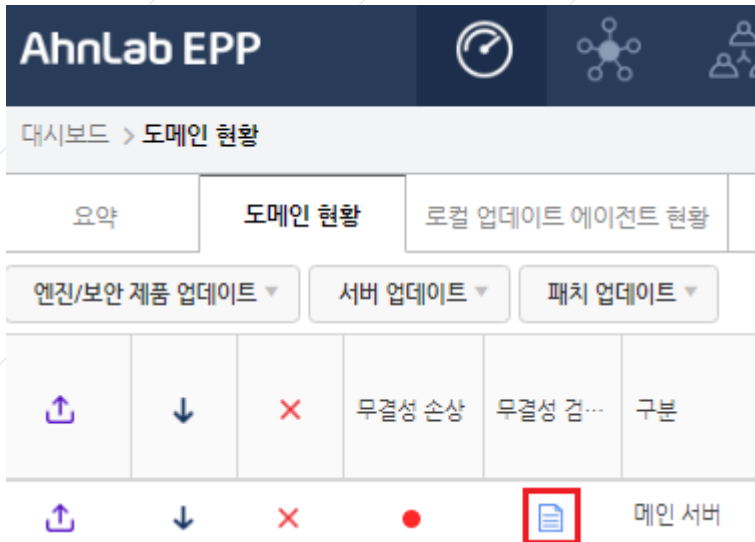 AhnLab EPP
대시보드 > 도메인 현황
요약 도메인 현황 로컬 업데이트 에이전트 현황
엔진/보안 제품 업데이트 서버 업데이트 패치 업데이트
무결성 손상 무결성 검… 구분
메인 서버